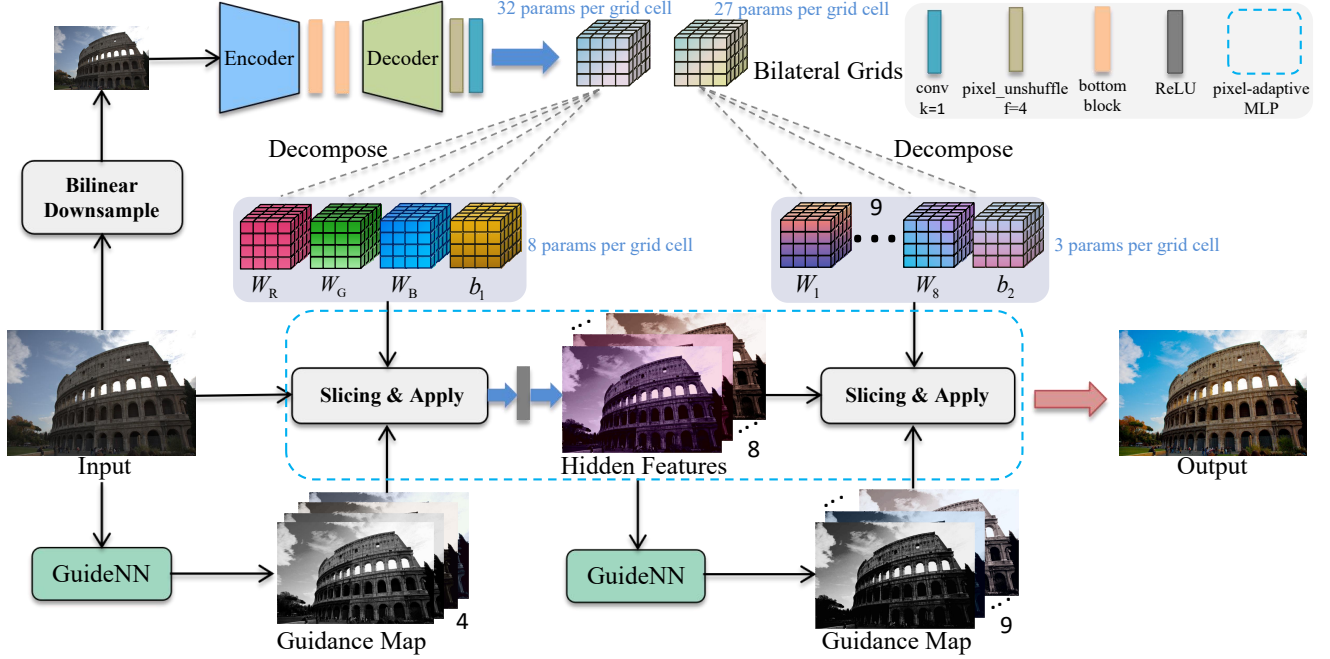 32 params per grid cell
27 params per grid cell
Encoder
Decoder
Bilateral Grids
conv
k=1
pixel_unshuffle
f=4
bottom
block
ReLU
pixel-adaptive
MLP
Decompose
Decompose
Bilinear
Downsample
9
8 params per grid cell
3 params per grid cell
W_R
W_G
W_B
b_1
W_1
W_8
b_2
Slicing & Apply
Slicing & Apply
8
Input
Hidden Features
Output
GuideNN
GuideNN
4
9
Guidance Map
Guidance Map